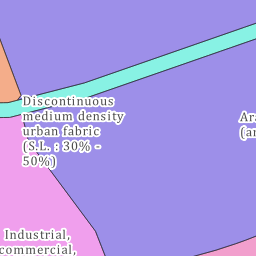 Discontinuous
medium density
urban fabric
(S.L. : 30% -
50%)
Industrial,
commercial,